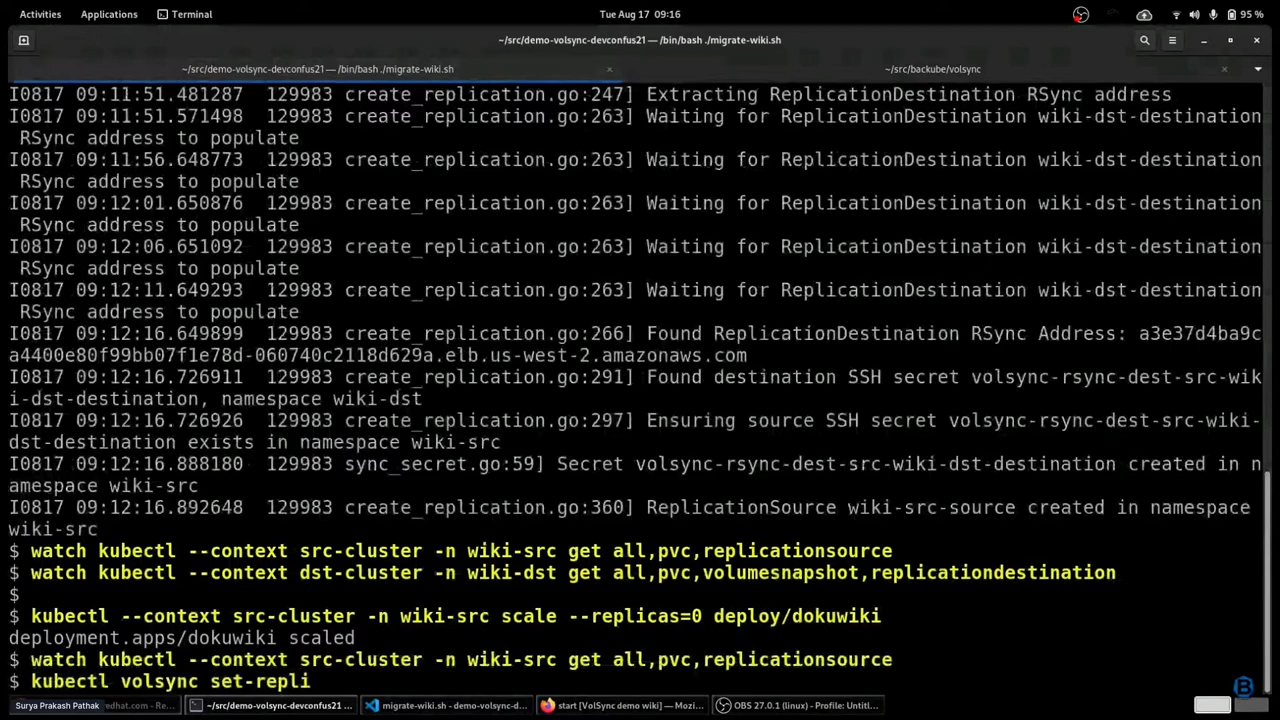 Activities Applications Terminal Tue Aug 17 09:16 95 %
~/src/demo-volsync-devconfus21 — /bin/bash ./migrate-wiki.sh
~/src/demo-volsync-devconfus21 — /bin/bash ./migrate-wiki.sh × ~/src/backube/volsync ×
I0817 09:11:51.481287 129983 create_replication.go:247] Extracting ReplicationDestination RSync address
I0817 09:11:51.571498 129983 create_replication.go:263] Waiting for ReplicationDestination wiki-dst-destination
RSync address to populate
I0817 09:11:56.648773 129983 create_replication.go:263] Waiting for ReplicationDestination wiki-dst-destination
RSync address to populate
I0817 09:12:01.650876 129983 create_replication.go:263] Waiting for ReplicationDestination wiki-dst-destination
RSync address to populate
I0817 09:12:06.651092 129983 create_replication.go:263] Waiting for ReplicationDestination wiki-dst-destination
RSync address to populate
I0817 09:12:11.649293 129983 create_replication.go:263] Waiting for ReplicationDestination wiki-dst-destination
RSync address to populate
I0817 09:12:16.649899 129983 create_replication.go:266] Found ReplicationDestination RSync Address: a3e37d4ba9c
a4400e80f99bb07f1e78d-060740c2118d629a.elb.us-west-2.amazonaws.com
I0817 09:12:16.726911 129983 create_replication.go:291] Found destination SSH secret volsync-rsync-dest-src-wik
i-dst-destination, namespace wiki-dst
I0817 09:12:16.726926 129983 create_replication.go:297] Ensuring source SSH secret volsync-rsync-dest-src-wiki-
dst-destination exists in namespace wiki-src
I0817 09:12:16.888180 129983 sync_secret.go:59] Secret volsync-rsync-dest-src-wiki-dst-destination created in n
amespace wiki-src
I0817 09:12:16.892648 129983 create_replication.go:360] ReplicationSource wiki-src-source created in namespace
wiki-src
$ watch kubectl --context src-cluster -n wiki-src get all,pvc,replicationsource
$ watch kubectl --context dst-cluster -n wiki-dst get all,pvc,volumesnapshot,replicationdestination
$
$ kubectl --context src-cluster -n wiki-src scale --replicas=0 deploy/dokuwiki
deployment.apps/dokuwiki scaled
$ watch kubectl --context src-cluster -n wiki-src get all,pvc,replicationsource
$ kubectl volsync set-repli
Surya Prakash Pathak edhat.com - Re... ~/src/demo-volsync-devconfus21 ... migrate-wiki.sh - demo-volsync-d... start [VolSync demo wiki] — Mozi... OBS 27.0.1 (linux) - Profile: Untitl...